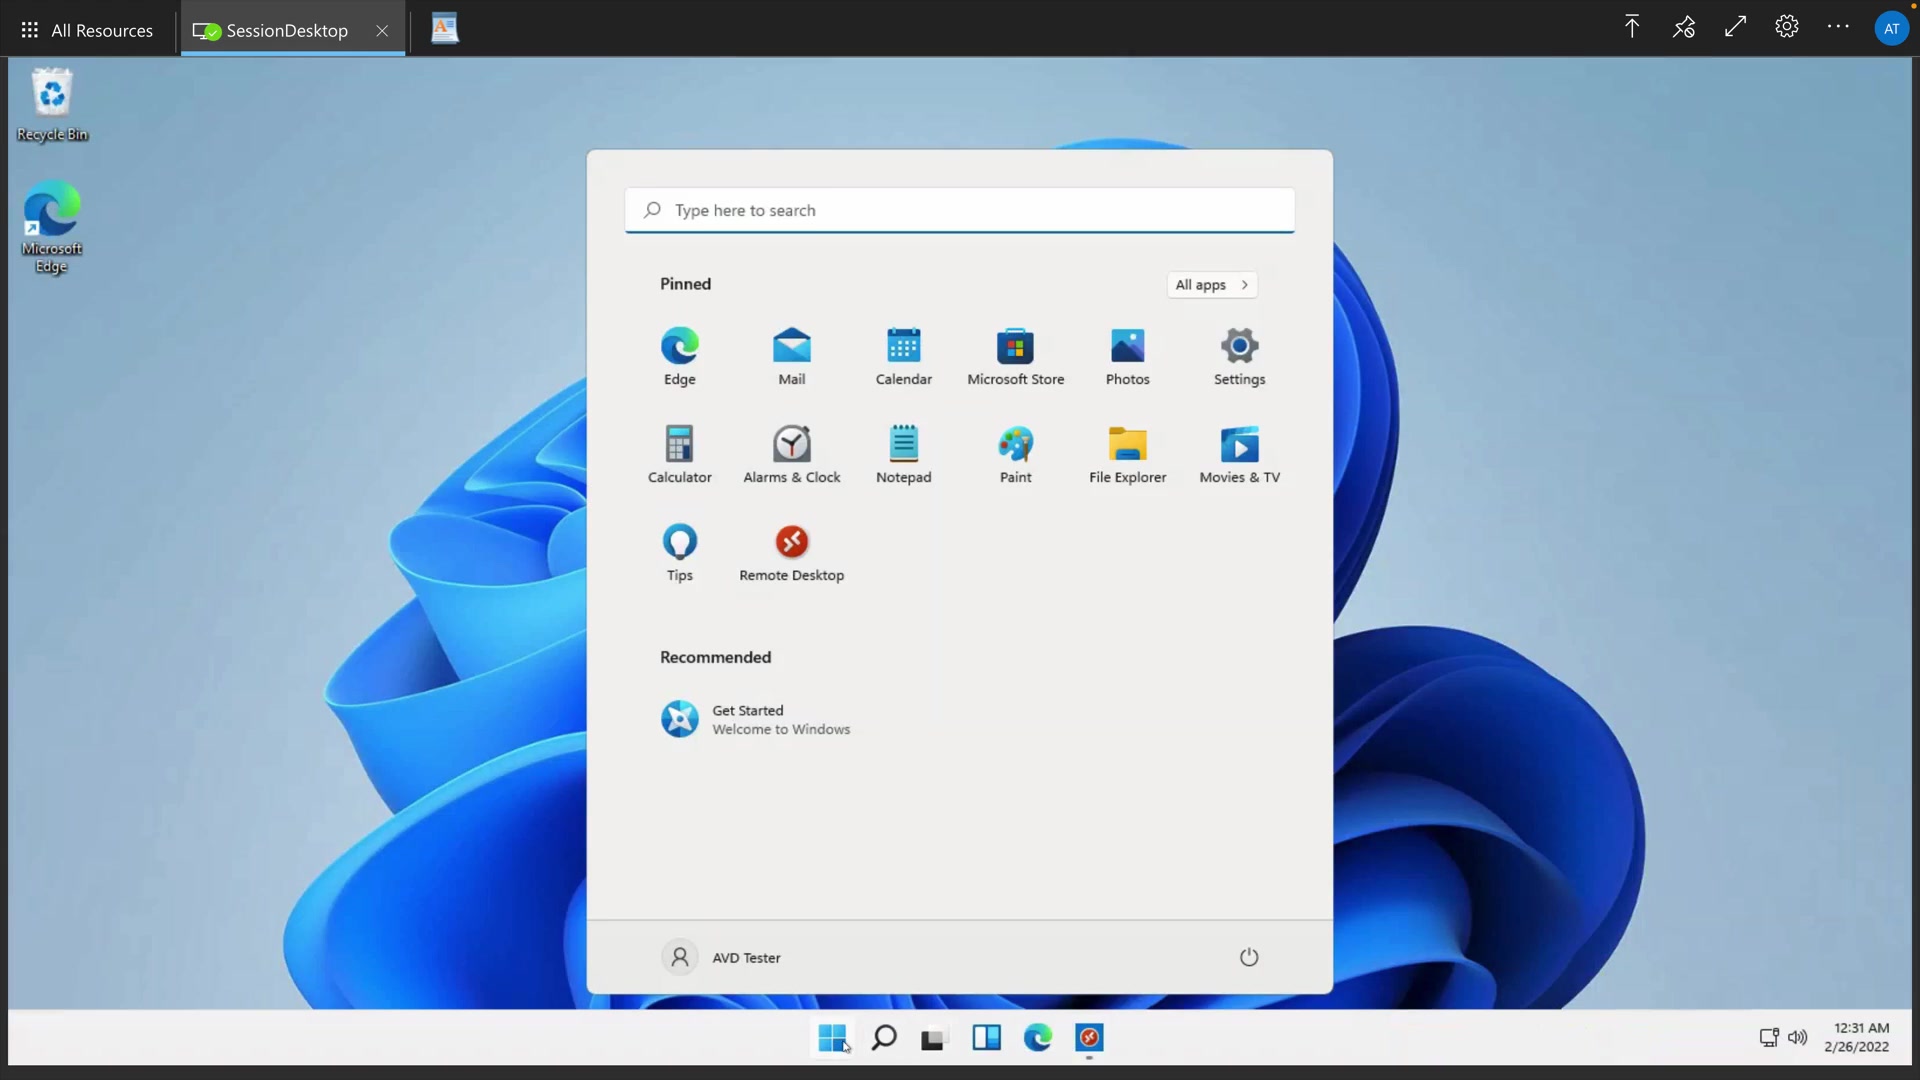 All Resources
SessionDesktop
AT
Recycle Bin
Microsoft
Edge
Type here to search
Pinned
All apps
Edge
Mail
Calendar
Microsoft Store
Photos
Settings
Calculator
Alarms & Clock
Notepad
Paint
File Explorer
Movies & TV
Tips
Remote Desktop
Recommended
Get Started
Welcome to Windows
AVD Tester
12:31 AM
2/26/2022